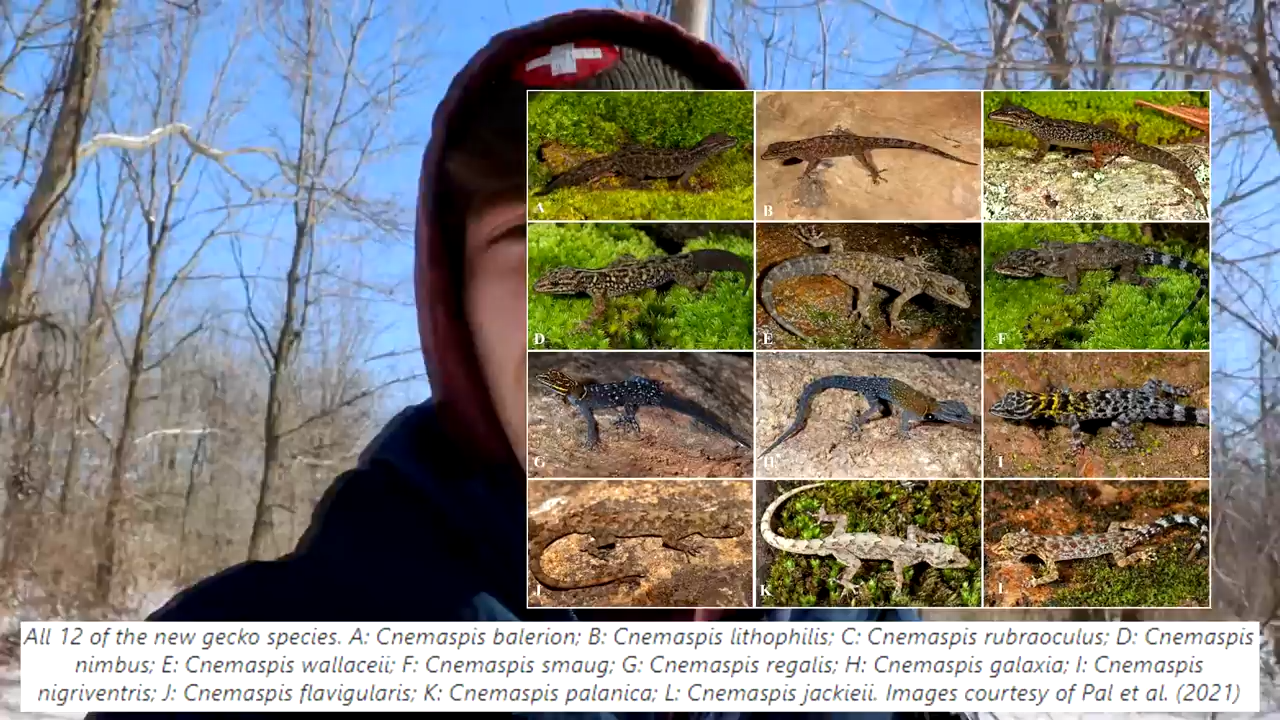 A
B
D
E
F
G
H
I
J
K
L
All 12 of the new gecko species. A: Cnemaspis balerion; B: Cnemaspis lithophilis; C: Cnemaspis rubraoculus; D: Cnemaspis
nimbus; E: Cnemaspis wallaceii; F: Cnemaspis smaug; G: Cnemaspis regalis; H: Cnemaspis galaxia; I: Cnemaspis
nigriventris; J: Cnemaspis flavigularis; K: Cnemaspis palanica; L: Cnemaspis jackieii. Images courtesy of Pal et al. (2021)